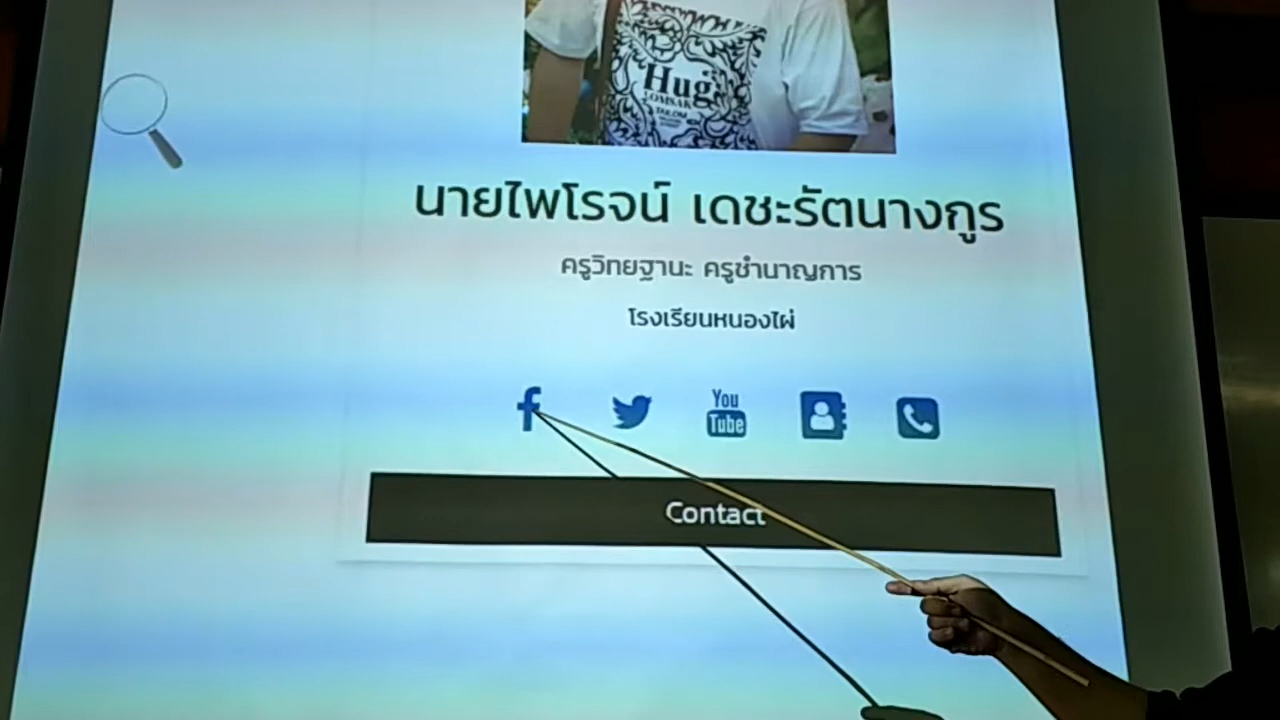 Hug
LOMSAK
นายไพโรจน์ เดชะรัตนางกูร
ครูวิทยฐานะ ครูชำนาญการ
โรงเรียนหนองไผ่
You
Tube
Contact